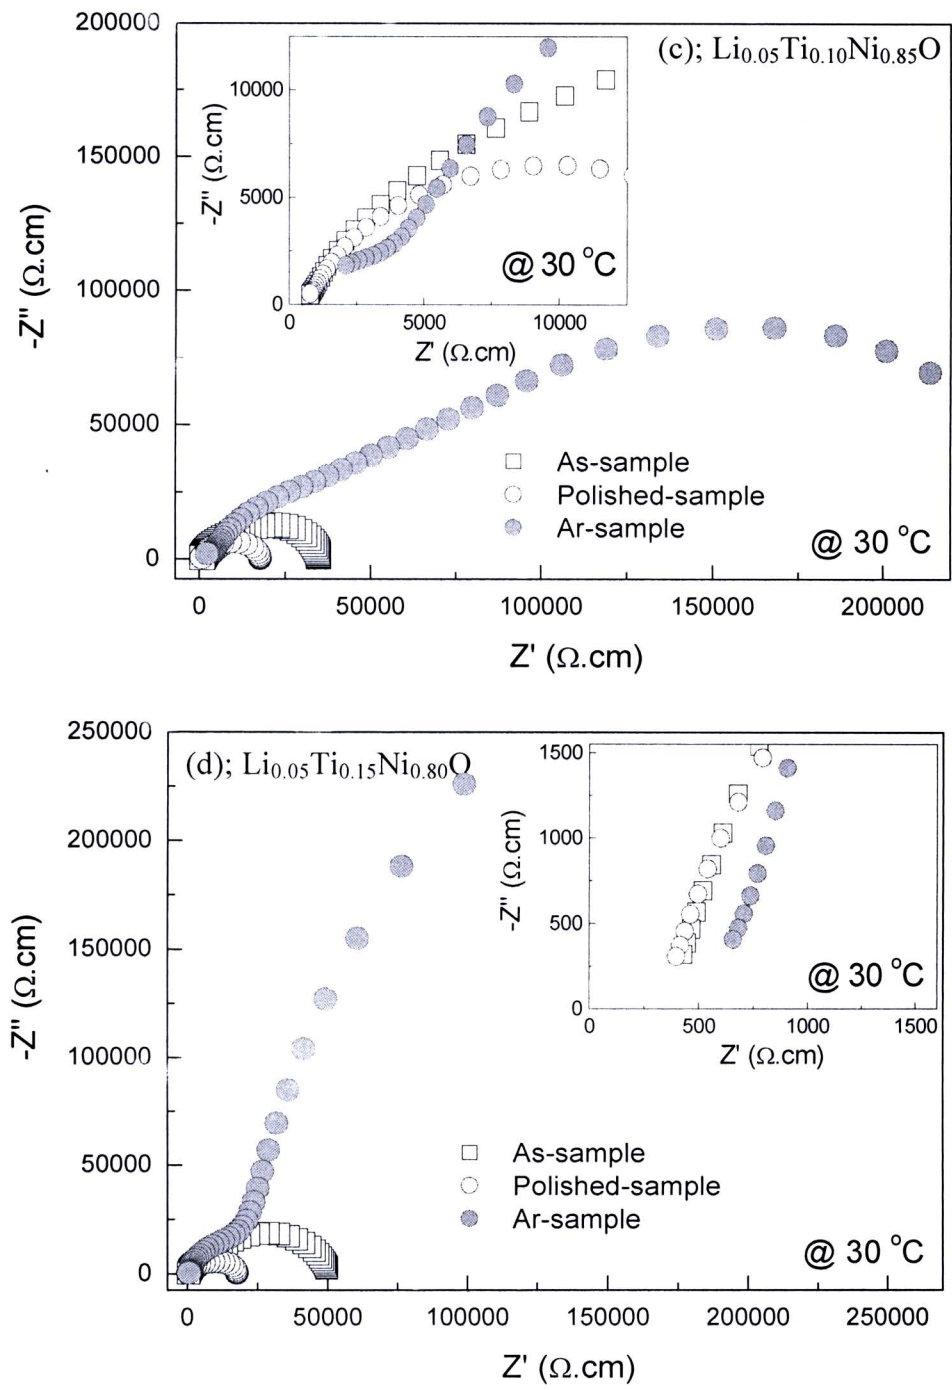 200000
150000
100000
50000
0
-Z" (Ω.cm)
(c); Li0.05Ti0.10Ni0.85O
10000
5000
0
-Z" (Ω.cm)
@ 30 °C
0 5000 10000
Z' (Ω.cm)
As-sample
Polished-sample
Ar-sample
@ 30 °C
0 50000 100000 150000 200000
Z' (Ω.cm)
250000
200000
150000
100000
50000
0
-Z" (Ω.cm)
(d); Li0.05Ti0.15Ni0.80O
1500
1000
500
0
-Z" (Ω.cm)
@ 30 °C
0 500 1000 1500
Z' (Ω.cm)
As-sample
Polished-sample
Ar-sample
@ 30 °C
0 50000 100000 150000 200000 250000
Z' (Ω.cm)